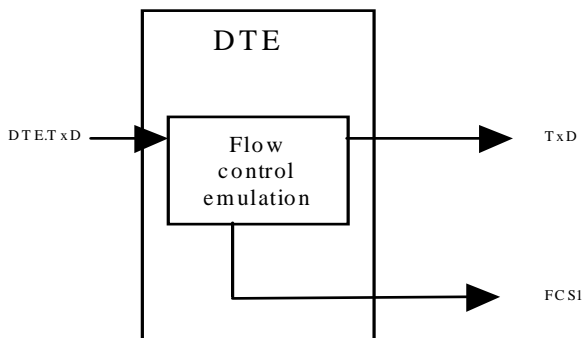 DTE
DTE.TxD
Flow
control
emulation
TxD
FCS1